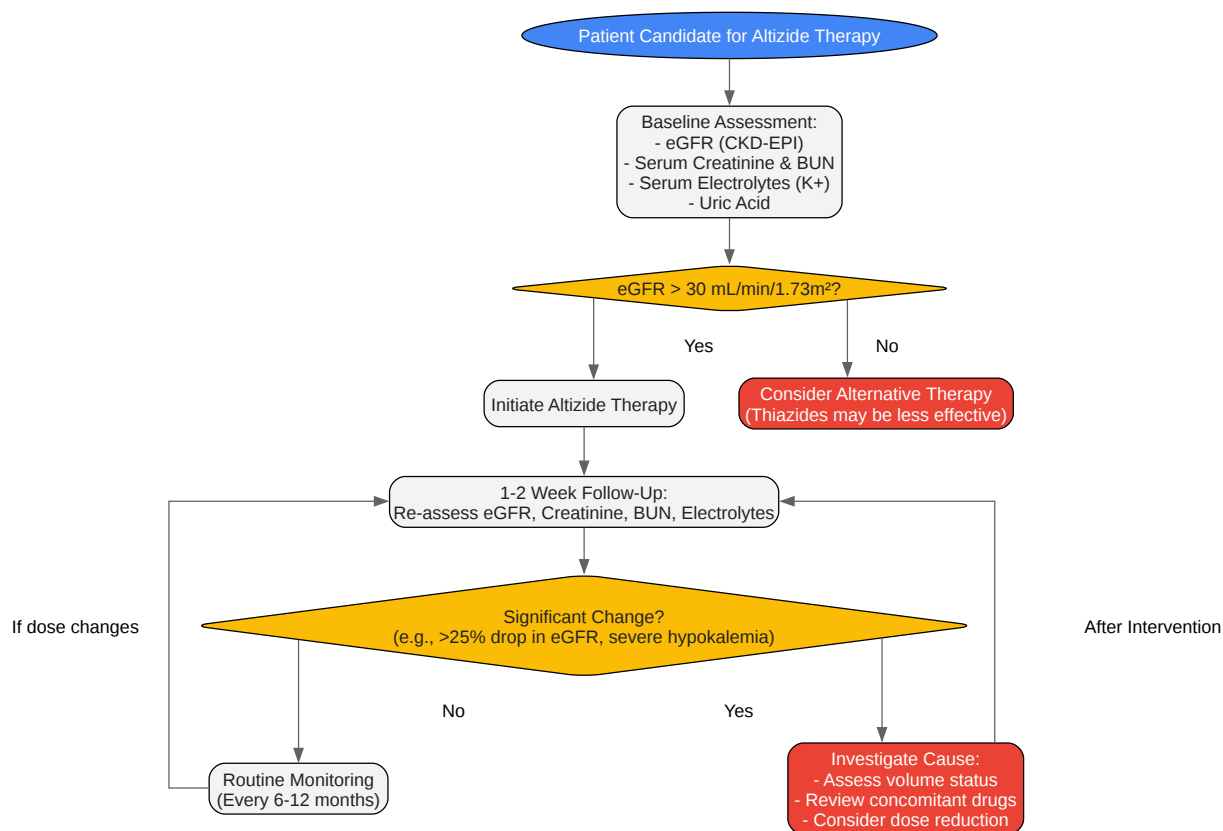 Patient Candidate for Altizide Therapy
Baseline Assessment:
- eGFR (CKD-EPI)
- Serum Creatinine & BUN
- Serum Electrolytes (K+)
- Uric Acid
eGFR > 30 mL/min/1.73m²?
Yes
No
Initiate Altizide Therapy
Consider Alternative Therapy
(Thiazides may be less effective)
1-2 Week Follow-Up:
Re-assess eGFR, Creatinine, BUN, Electrolytes
If dose changes
Significant Change?
(e.g., >25% drop in eGFR, severe hypokalemia)
After Intervention
No
Yes
Routine Monitoring
(Every 6-12 months)
Investigate Cause:
- Assess volume status
- Review concomitant drugs
- Consider dose reduction